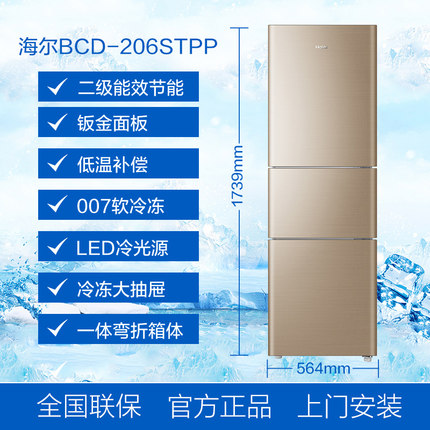 海尔BCD-206STPP
二级能效节能
钣金面板
低温补偿
007软冷冻
LED冷光源
冷冻大抽屉
一体弯折箱体
Haier
1739mm
564mm
全国联保 官方正品 上门安装